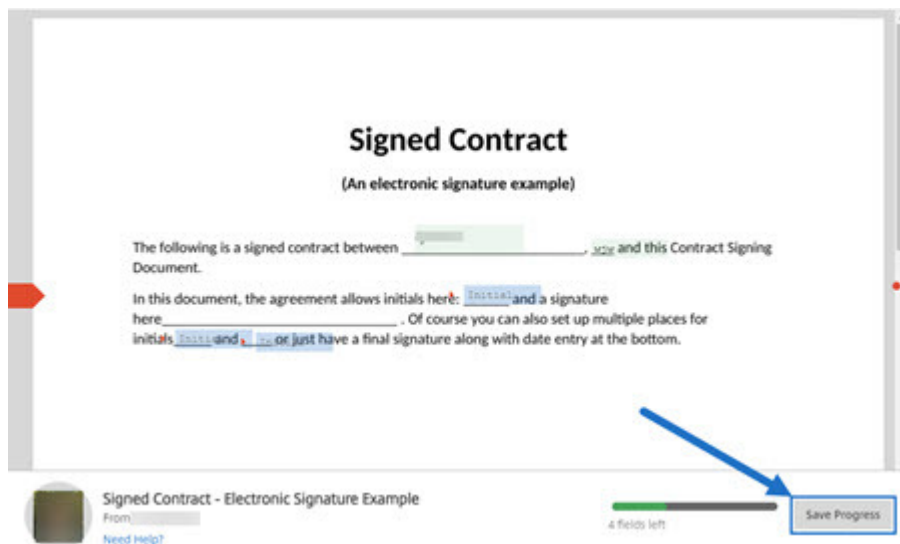 Signed Contract
(An electronic signature example)
The following is a signed contract between ______, and this Contract Signing
Document.
In this document, the agreement allows initials here: Initial and a signature
here______ . Of course you can also set up multiple places for
initials Initi and or just have a final signature along with date entry at the bottom.
Signed Contract - Electronic Signature Example
From
4 fields left
Save Progress
Need Help?